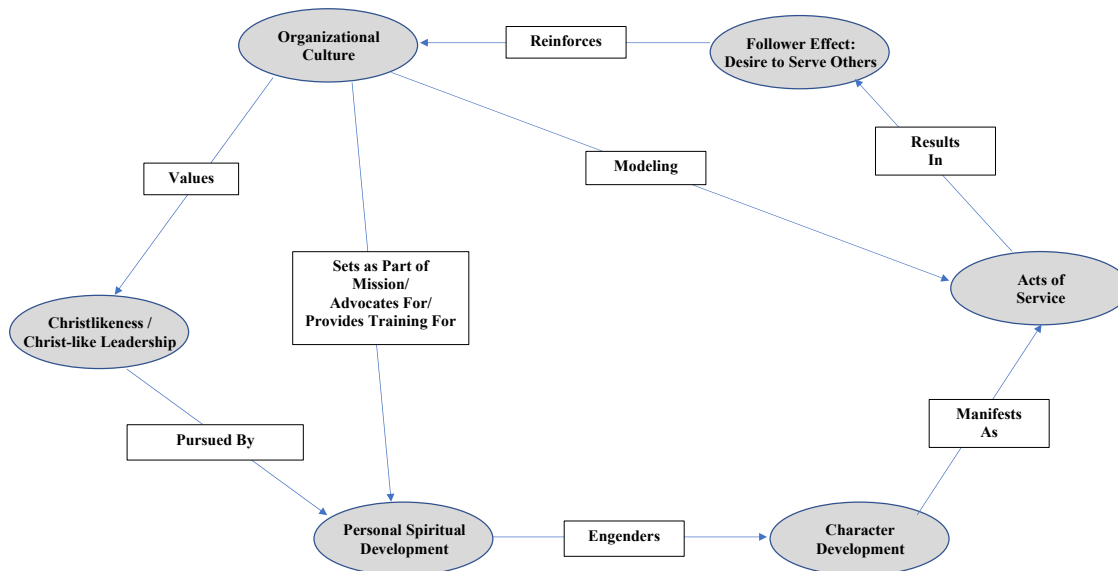 Organizational
Culture
Reinforces
Follower Effect:
Desire to Serve Others
Values
Modeling
Results
In
Sets as Part of
Mission/
Advocates For/
Provides Training For
Acts of
Service
Christlikeness /
Christ-like Leadership
Pursued By
Manifests
As
Personal Spiritual
Development
Engenders
Character
Development